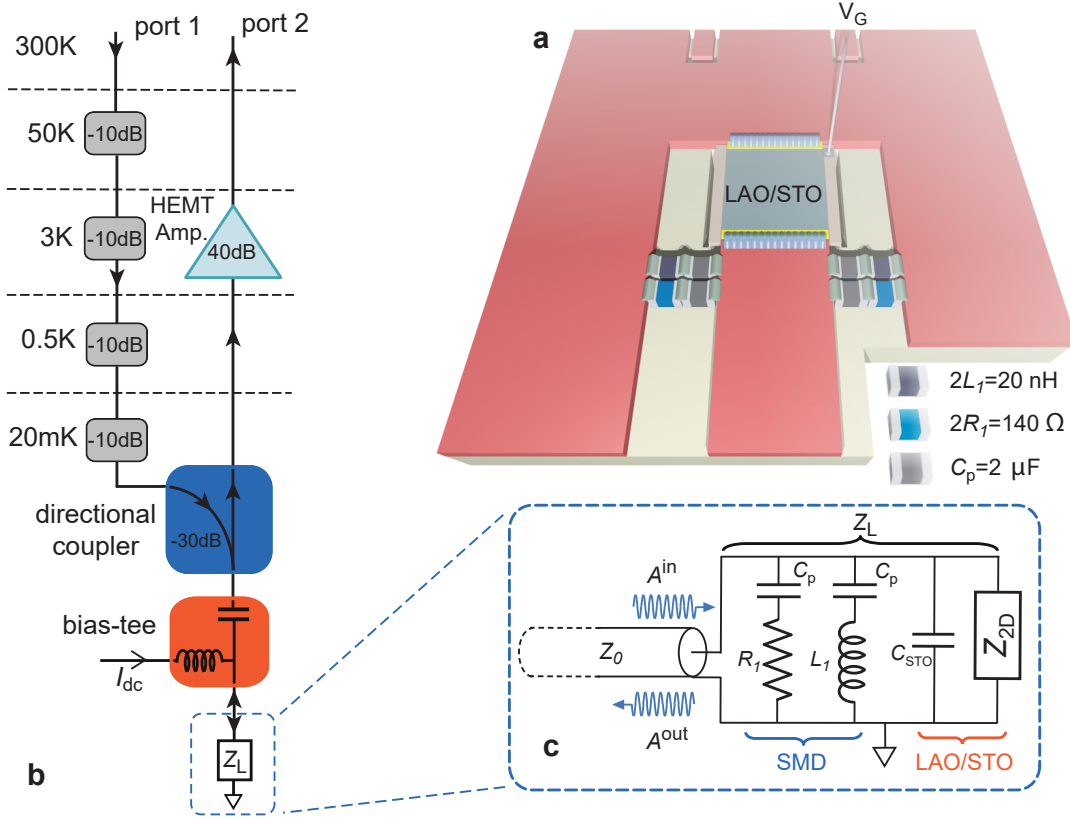 port 1
port 2
300K
50K
-10dB
3K
-10dB
HEMT
Amp.
40dB
0.5K
-10dB
20mK
-10dB
directional
coupler
-30dB
bias-tee
I_dc
Z_L
b
a
V_G
LAO/STO
2L_1=20 nH
2R_1=140 Ω
C_p=2 μF
Z_L
A^in
C_p
C_p
Z_0
R_1
L_1
C_STO
Z_2D
A^out
c
SMD
LAO/STO